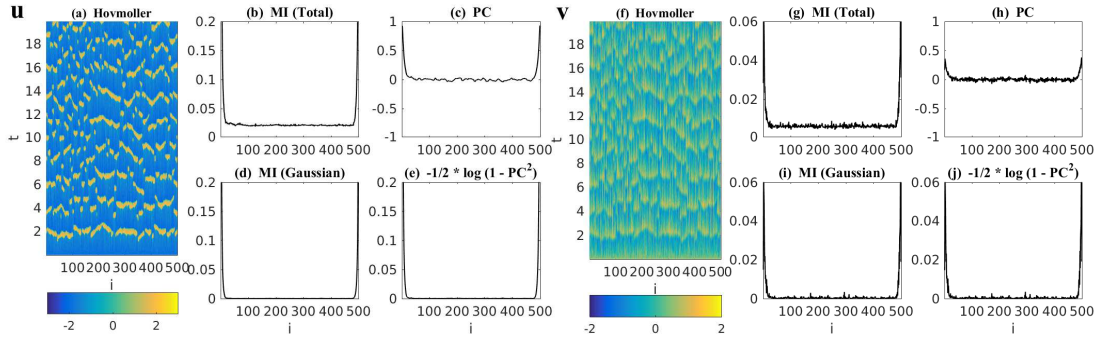 u
(a) Hovmoller
18
16
14
12
10
8
6
4
2
t
100 200 300 400 500
i
-2 0 2
(b) MI (Total)
0.2
0.15
0.1
0.05
0
100 200 300 400 500
(c) PC
1
0.5
0
-0.5
-1
100 200 300 400 500
(d) MI (Gaussian)
0.2
0.15
0.1
0.05
0
100 200 300 400 500
i
(e) -1/2 * log (1 - PC²)
0.2
0.15
0.1
0.05
0
100 200 300 400 500
i
v
(f) Hovmoller
18
16
14
12
10
8
6
4
2
t
100 200 300 400 500
i
-2 0 2
(g) MI (Total)
0.06
0.04
0.02
0
100 200 300 400 500
(h) PC
1
0.5
0
-0.5
-1
100 200 300 400 500
(i) MI (Gaussian)
0.06
0.04
0.02
0
100 200 300 400 500
i
(j) -1/2 * log (1 - PC²)
0.06
0.04
0.02
0
100 200 300 400 500
i